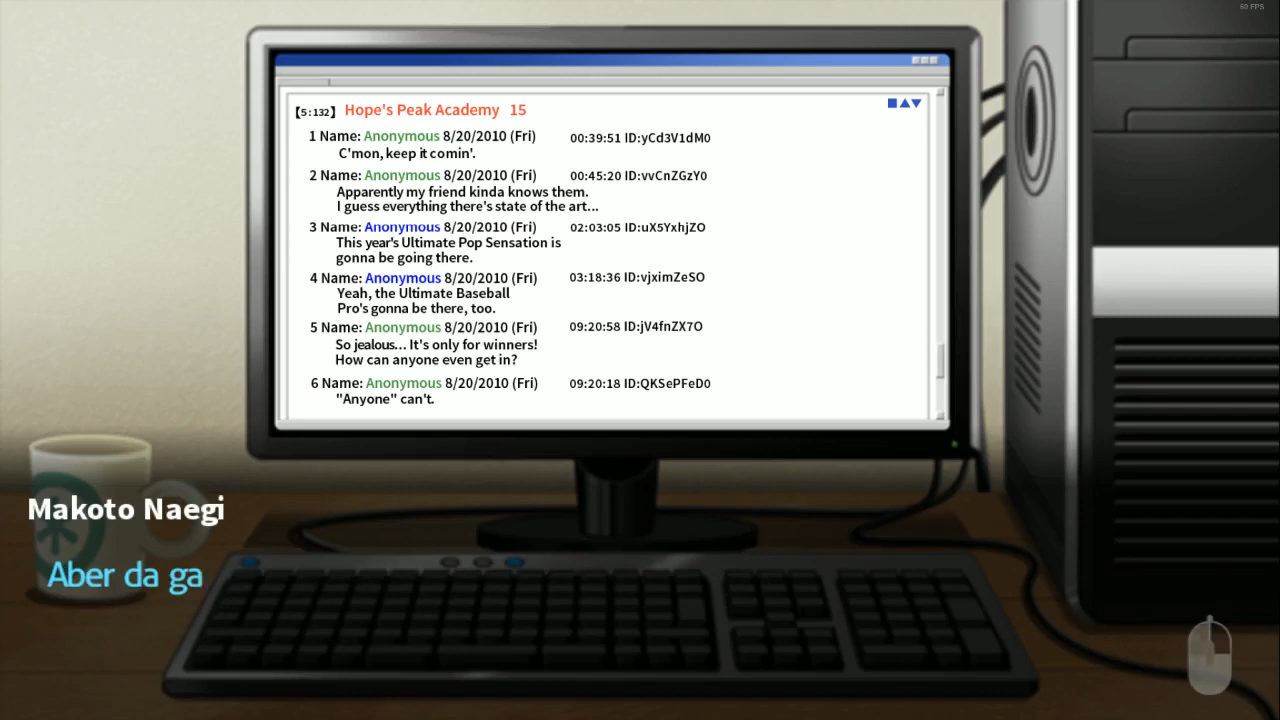 60 FPS
【5:132】 Hope's Peak Academy 15
1 Name: Anonymous 8/20/2010 (Fri) 00:39:51 ID:yCd3V1dM0
C'mon, keep it comin'.
2 Name: Anonymous 8/20/2010 (Fri) 00:45:20 ID:vvCnZGzY0
Apparently my friend kinda knows them.
I guess everything there's state of the art...
3 Name: Anonymous 8/20/2010 (Fri) 02:03:05 ID:uX5YxhjZO
This year's Ultimate Pop Sensation is
gonna be going there.
4 Name: Anonymous 8/20/2010 (Fri) 03:18:36 ID:vjximZeSO
Yeah, the Ultimate Baseball
Pro's gonna be there, too.
5 Name: Anonymous 8/20/2010 (Fri) 09:20:58 ID:jV4fnZX7O
So jealous... It's only for winners!
How can anyone even get in?
6 Name: Anonymous 8/20/2010 (Fri) 09:20:18 ID:QKSePFeD0
"Anyone" can't.
Makoto Naegi
Aber da ga